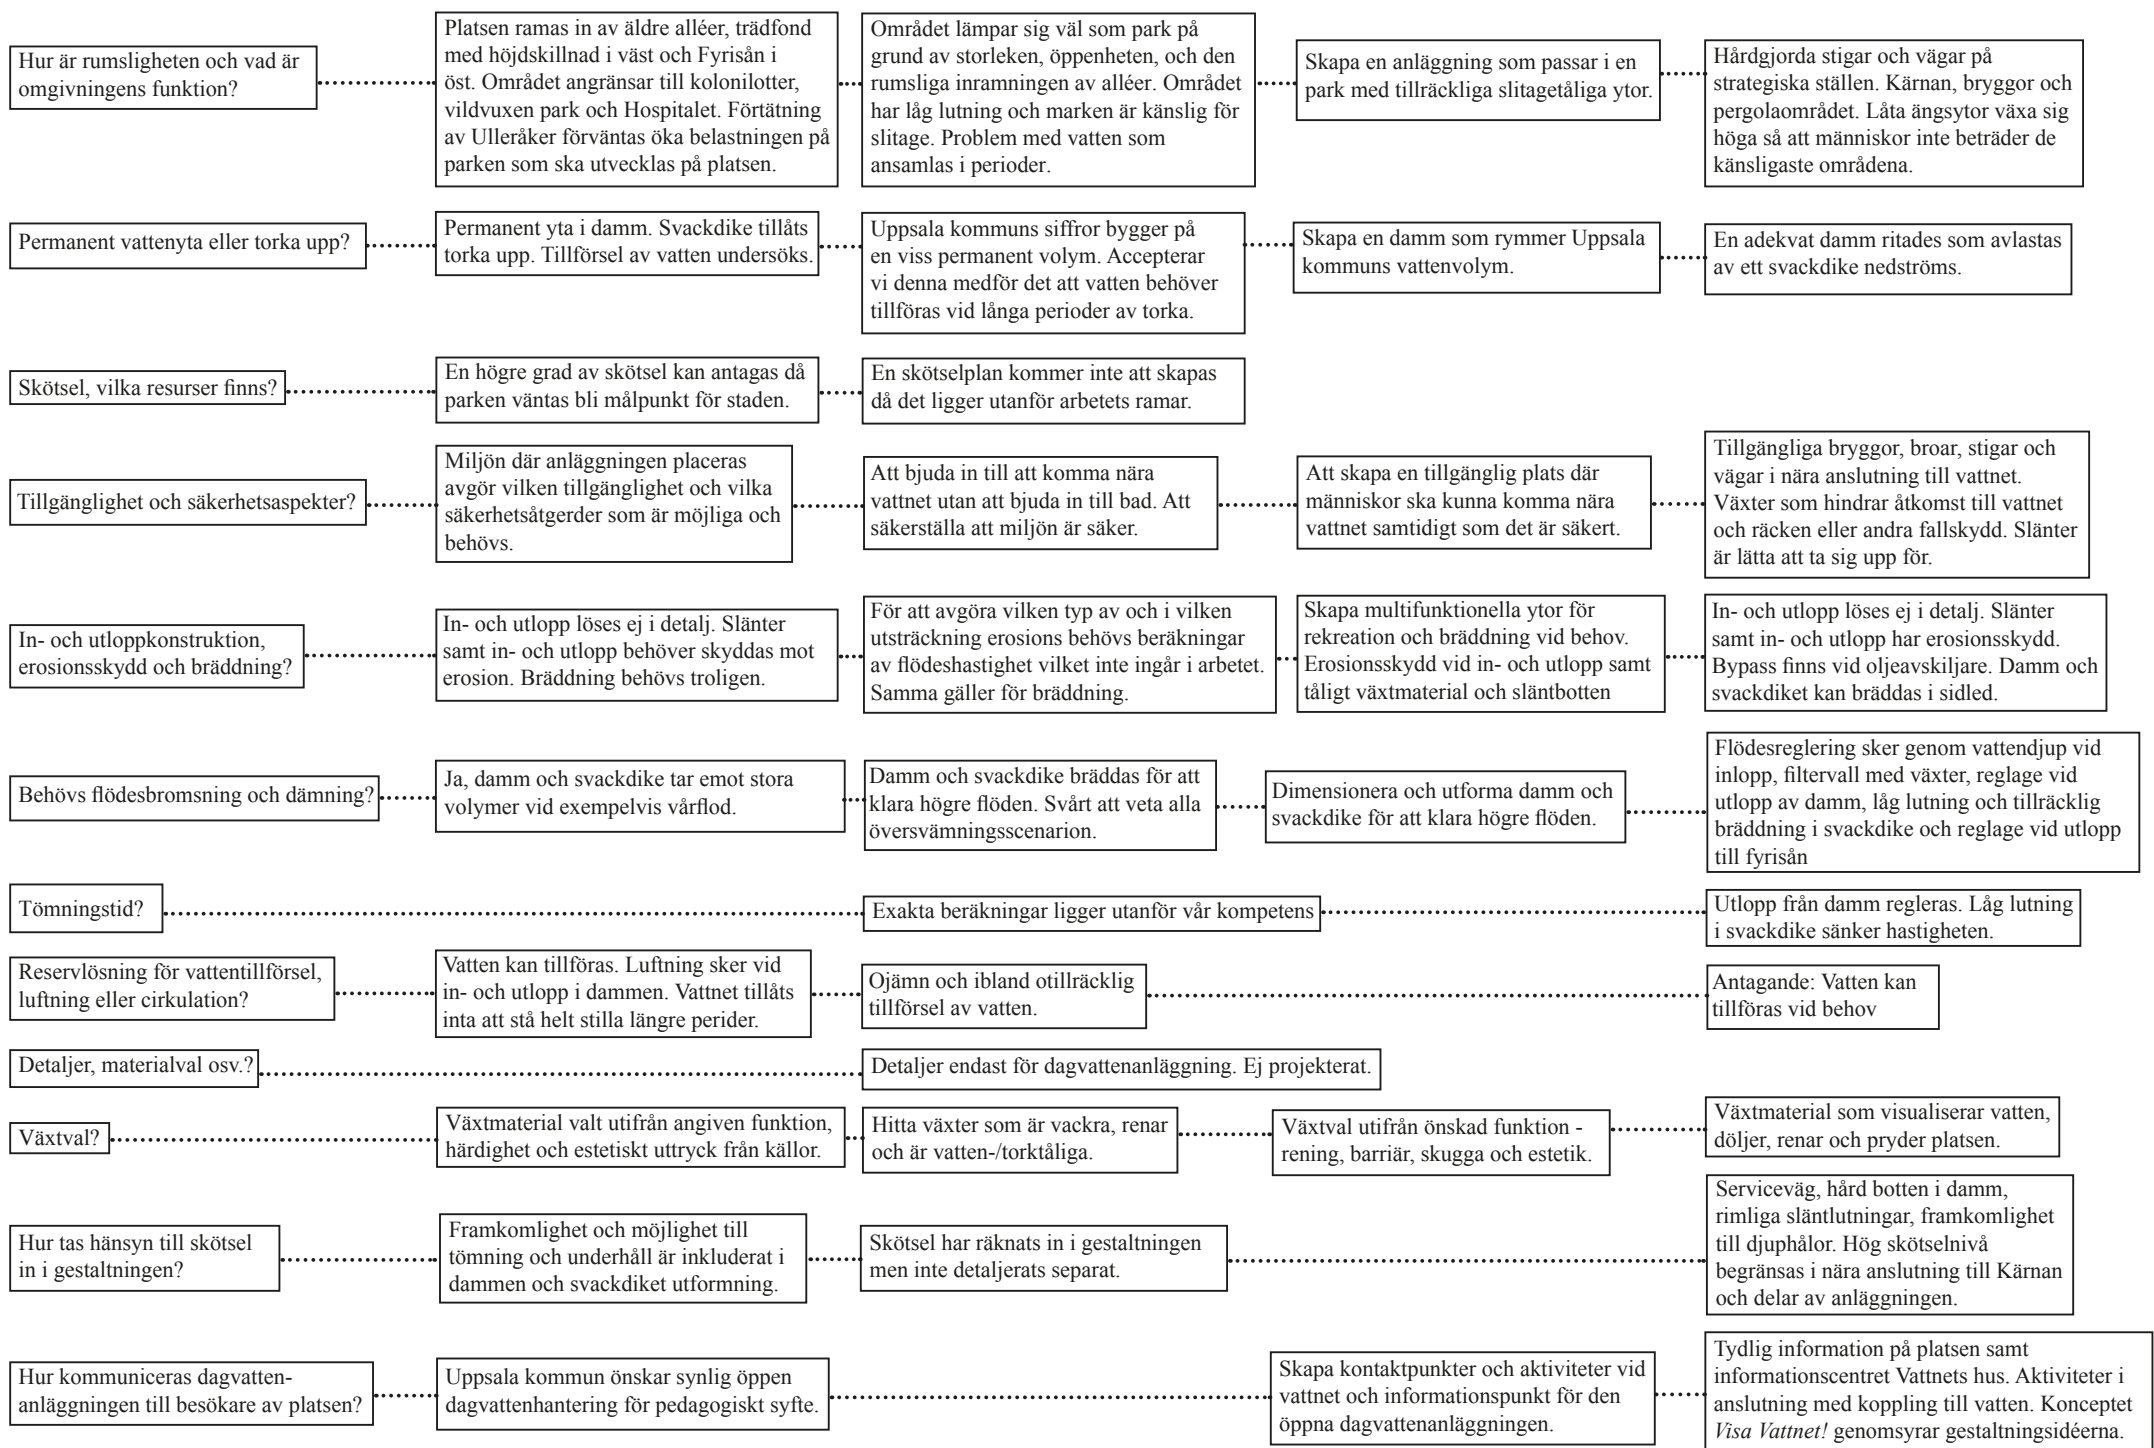 Hur är rumsligheten och vad är
omgivningens funktion?
Platsen ramas in av äldre alléer, trädfond
med höjdskillnad i väst och Fyrisån i
öst. Området angränsar till kolonilotter,
vildvuxen park och Hospitalet. Förtätning
av Ulleråker förväntas öka belastningen på
parken som ska utvecklas på platsen.
Området lämpar sig väl som park på
grund av storleken, öppenheten, och den
rumsliga inramningen av alléer. Området
har låg lutning och marken är känslig för
slitage. Problem med vatten som
ansamlas i perioder.
Skapa en anläggning som passar i en
park med tillräckliga slitagetåliga ytor.
Hårdgjorda stigar och vägar på
strategiska ställen. Kärnan, bryggor och
pergolaområdet. Låta ängsytor växa sig
höga så att människor inte beträder de
känsligaste områdena.
Permanent vattenyta eller torka upp?
Permanent yta i damm. Svackdike tillåts
torka upp. Tillförsel av vatten undersöks.
Uppsala kommuns siffror bygger på
en viss permanent volym. Accepterar
vi denna medför det att vatten behöver
tillföras vid långa perioder av torka.
Skapa en damm som rymmer Uppsala
kommuns vattenvolym.
En adekvat damm ritades som avlastas
av ett svackdike nedströms.
Skötsel, vilka resurser finns?
En högre grad av skötsel kan antagas då
parken väntas bli målpunkt för staden.
En skötselplan kommer inte att skapas
då det ligger utanför arbetets ramar.
Tillgänglighet och säkerhetsaspekter?
Miljön där anläggningen placeras
avgör vilken tillgänglighet och vilka
säkerhetsåtgerder som är möjliga och
behövs.
Att bjuda in till att komma nära
vattnet utan att bjuda in till bad. Att
säkerställa att miljön är säker.
Att skapa en tillgänglig plats där
människor ska kunna komma nära
vattnet samtidigt som det är säkert.
Tillgängliga bryggor, broar, stigar och
vägar i nära anslutning till vattnet.
Växter som hindrar åtkomst till vattnet
och räcken eller andra fallskydd. Slänter
är lätta att ta sig upp för.
In- och utloppkonstruktion,
erosionsskydd och bräddning?
In- och utlopp löses ej i detalj. Slänter
samt in- och utlopp behöver skyddas mot
erosion. Bräddning behövs troligen.
För att avgöra vilken typ av och i vilken
utsträckning erosions behövs beräkningar
av flödeshastighet vilket inte ingår i arbetet.
Samma gäller för bräddning.
Skapa multifunktionella ytor för
rekreation och bräddning vid behov.
Erosionsskydd vid in- och utlopp samt
tåligt växtmaterial och släntbotten
In- och utlopp löses ej i detalj. Slänter
samt in- och utlopp har erosionsskydd.
Bypass finns vid oljeavskiljare. Damm och
svackdiket kan bräddas i sidled.
Behövs flödesbromsning och dämning?
Ja, damm och svackdike tar emot stora
volymer vid exempelvis vårflod.
Damm och svackdike bräddas för att
klara högre flöden. Svårt att veta alla
översvämningsscenarion.
Dimensionera och utforma damm och
svackdike för att klara högre flöden.
Flödesreglering sker genom vattendjup vid
inlopp, filtervall med växter, reglage vid
utlopp av damm, låg lutning och tillräcklig
bräddning i svackdike och reglage vid utlopp
till fyrisån
Tömningstid?
Exakta beräkningar ligger utanför vår kompetens
Utlopp från damm regleras. Låg lutning
i svackdike sänker hastigheten.
Reservlösning för vattentillförsel,
luftning eller cirkulation?
Vatten kan tillföras. Luftning sker vid
in- och utlopp i dammen. Vattnet tillåts
inta att stå helt stilla längre perider.
Ojämn och ibland otillräcklig
tillförsel av vatten.
Antagande: Vatten kan
tillföras vid behov
Detaljer, materialval osv.?
Detaljer endast för dagvattenanläggning. Ej projekterat.
Växtval?
Växtmaterial valt utifrån angiven funktion,
härdighet och estetiskt uttryck från källor.
Hitta växter som är vackra, renar
och är vatten-/torktåliga.
Växtval utifrån önskad funktion -
rening, barriär, skugga och estetik.
Växtmaterial som visualiserar vatten,
döljer, renar och pryder platsen.
Hur tas hänsyn till skötsel
in i gestaltningen?
Framkomlighet och möjlighet till
tömning och underhåll är inkluderat i
dammen och svackdiket utformning.
Skötsel har räknats in i gestaltningen
men inte detaljerats separat.
Serviceväg, hård botten i damm,
rimliga släntlutningar, framkomlighet
till djuphålor. Hög skötselnivå
begränsas i nära anslutning till Kärnan
och delar av anläggningen.
Hur kommuniceras dagvatten-
anläggningen till besökare av platsen?
Uppsala kommun önskar synlig öppen
dagvattenhantering för pedagogiskt syfte.
Skapa kontaktpunkter och aktiviteter vid
vattnet och informationspunkt för den
öppna dagvattenanläggningen.
Tydlig information på platsen samt
informationscentret Vattnets hus. Aktiviteter i
anslutning med koppling till vatten. Konceptet
Visa Vattnet! genomsyrar gestaltningsidéerna.